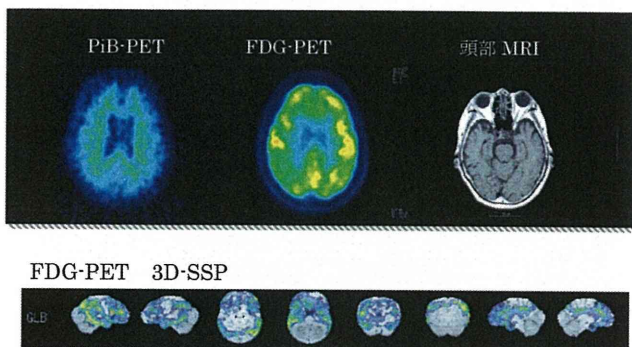 PiB-PET FDG-PET 頭部 MRI
FDG-PET 3D-SSP
GLB